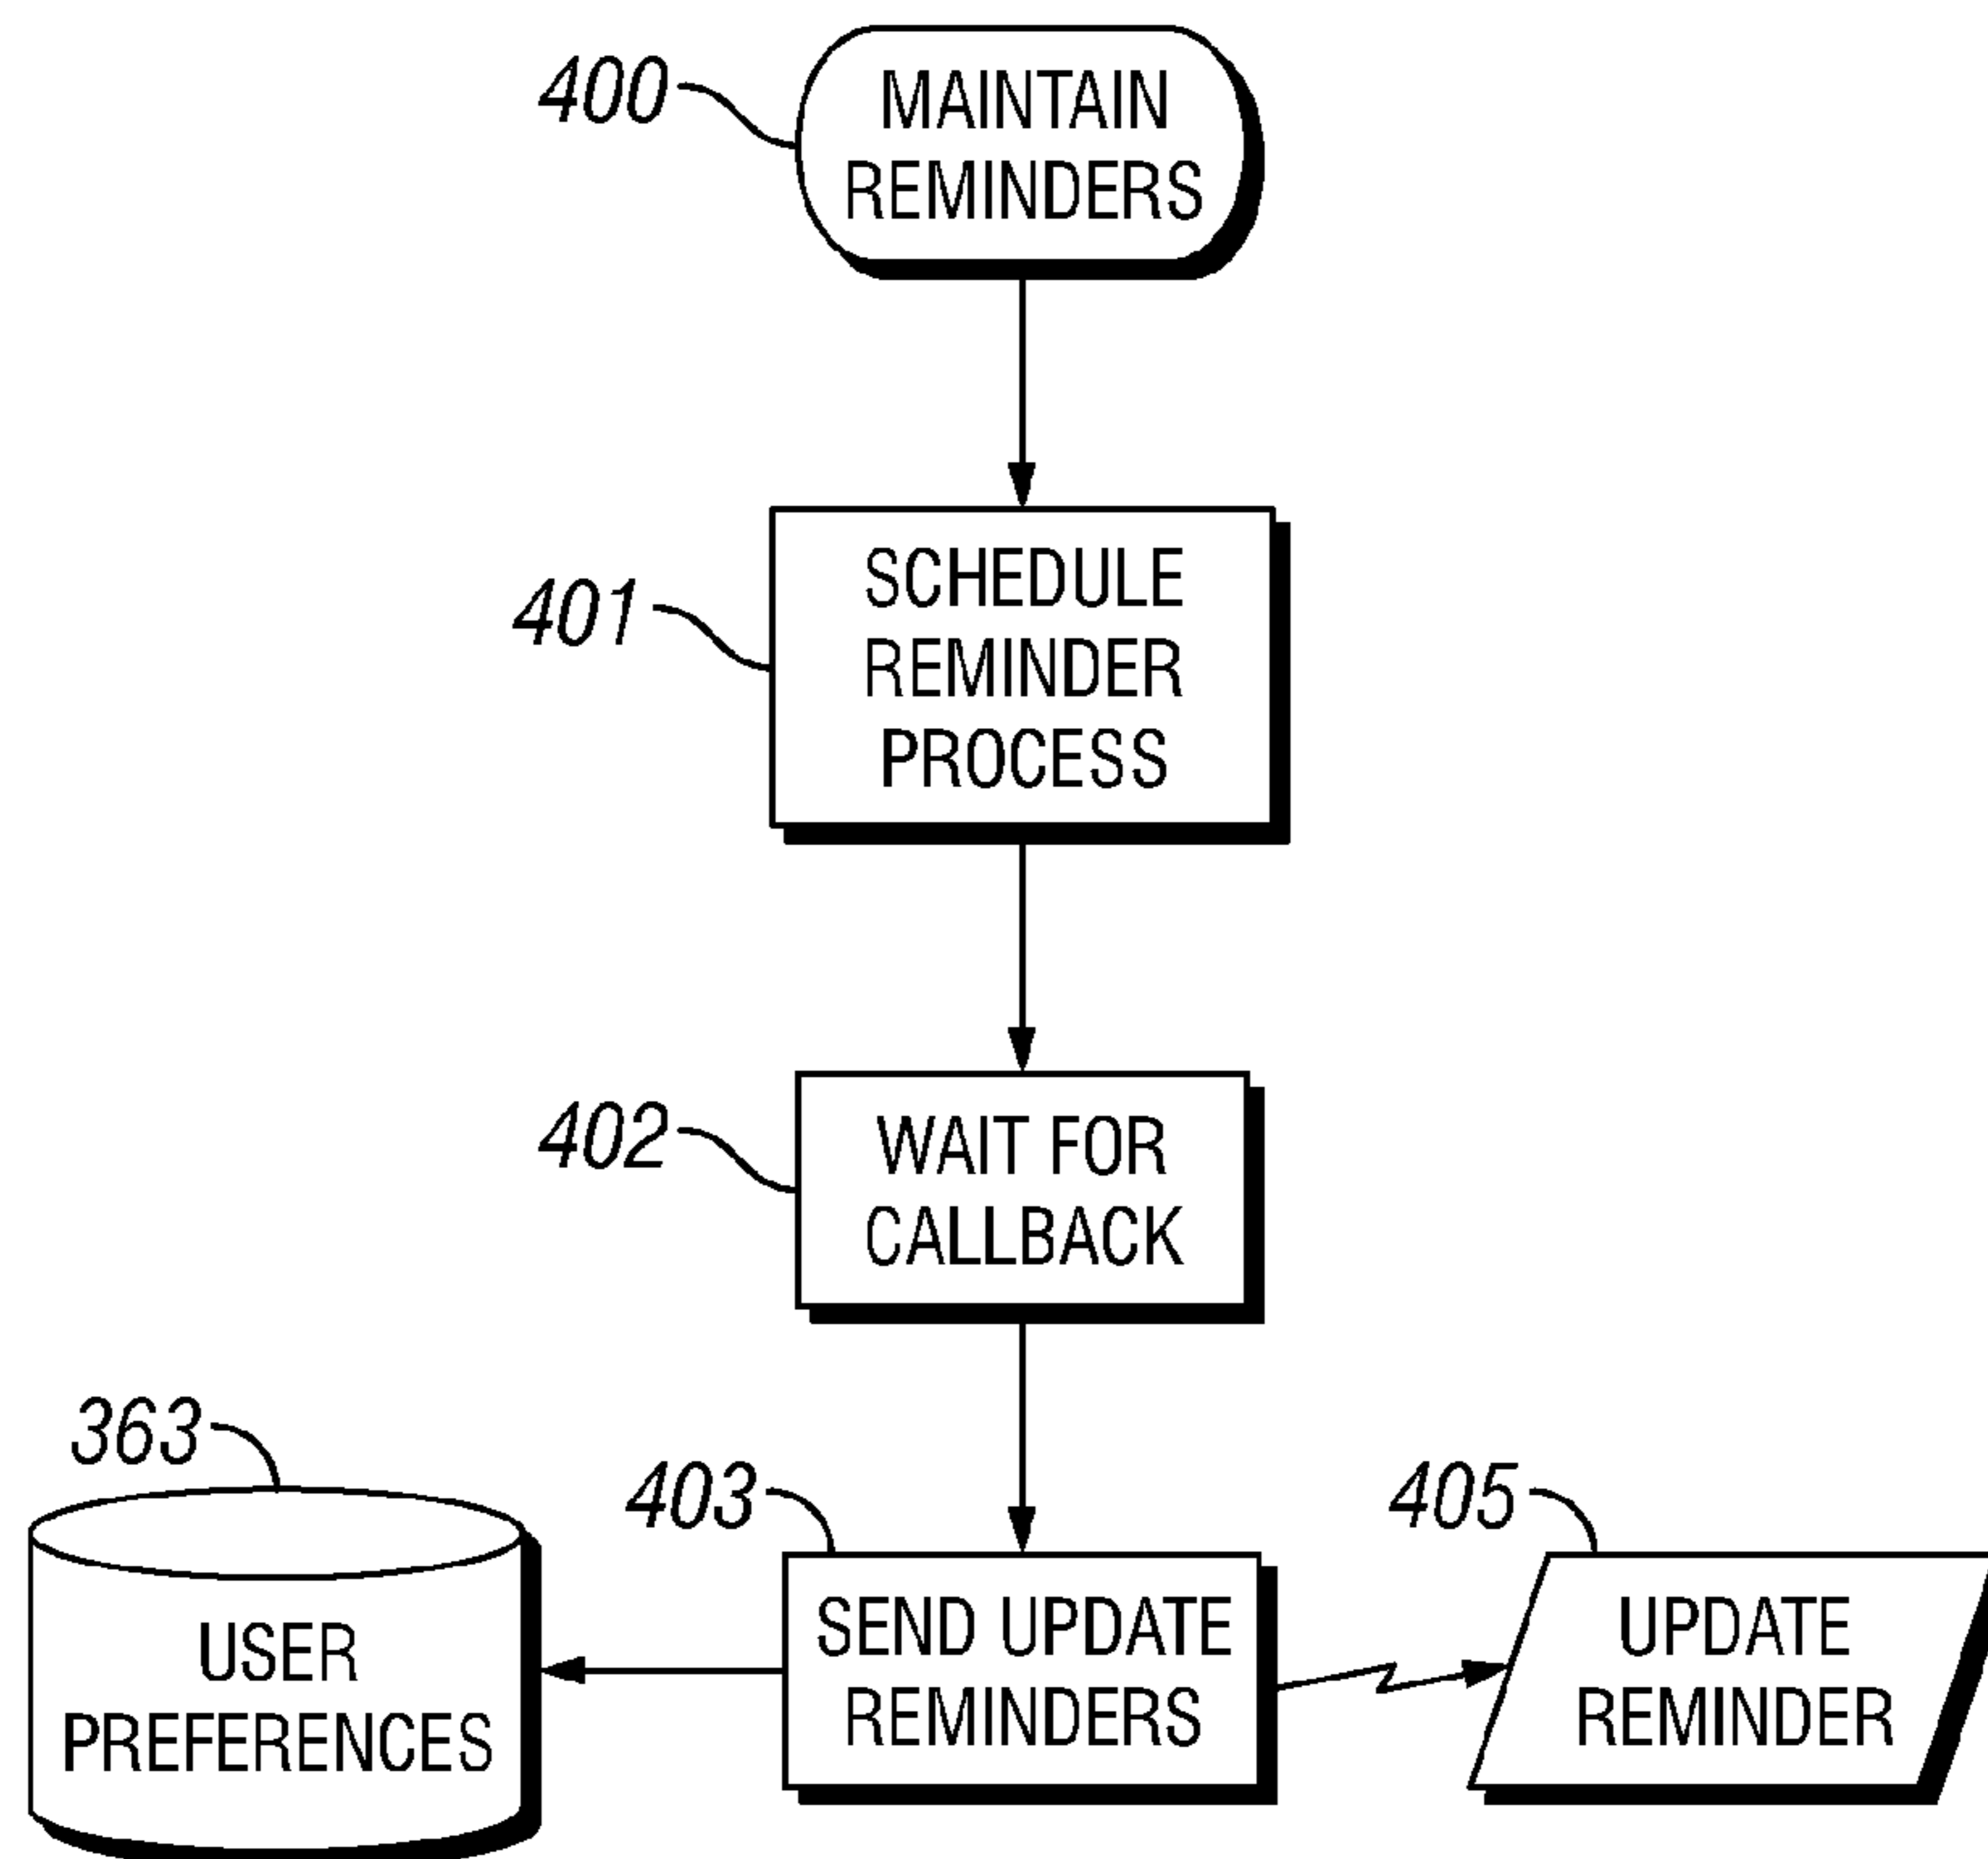 400
MAINTAIN
REMINDERS
401
SCHEDULE
REMINDER
PROCESS
402
WAIT FOR
CALLBACK
363
USER
PREFERENCES
403
SEND UPDATE
REMINDERS
405
UPDATE
REMINDER